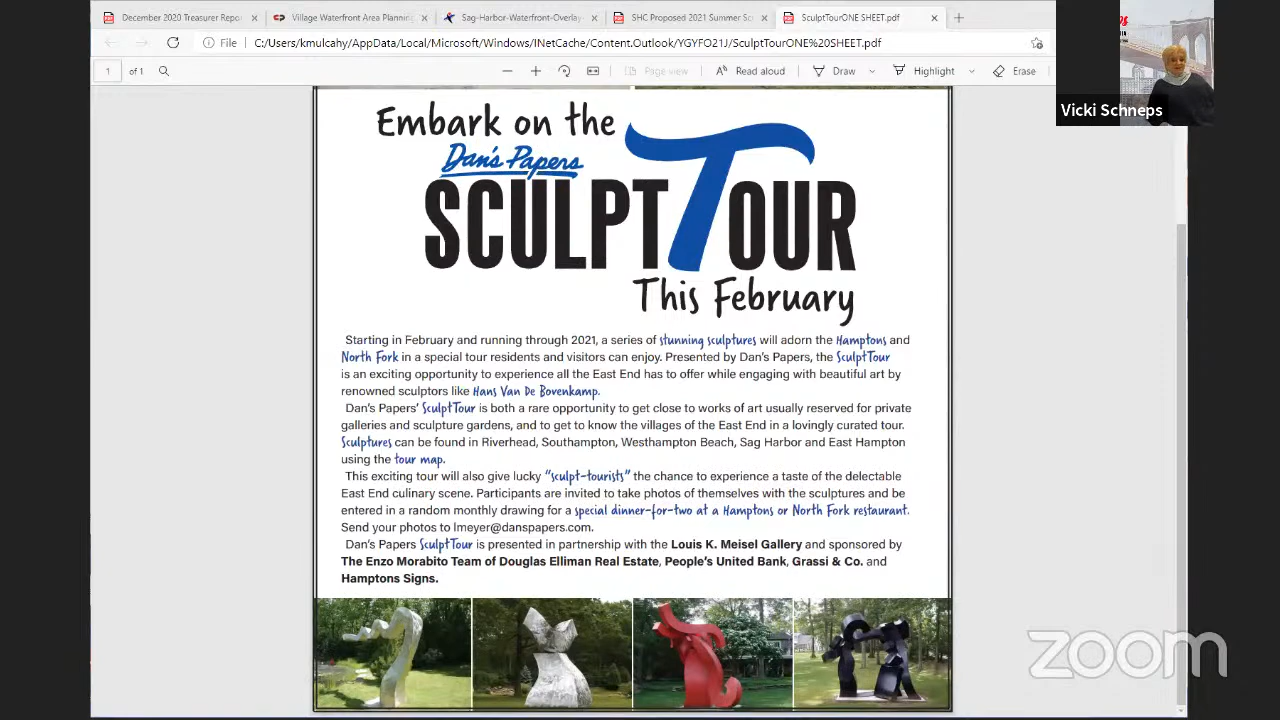 December 2020 Treasurer Repo
Village Waterfront Area Planning
Sag-Harbor-Waterfront-Overlay-
SHC Proposed 2021 Summer Sc
SculptTourONE SHEET.pdf
File
C:/Users/kmulcahy/AppData/Local/Microsoft/Windows/INetCache/Content.Outlook/YGYFO21J/SculptTourONE%20SHEET.pdf
1 of 1
Page view
Read aloud
Draw
Highlight
Erase
Vicki Schneps
Embark on the
Dan's Papers
SCULPTTOUR
This February
Starting in February and running through 2021, a series of stunning sculptures will adorn the Hamptons and
North Fork in a special tour residents and visitors can enjoy. Presented by Dan's Papers, the SculptTour
is an exciting opportunity to experience all the East End has to offer while engaging with beautiful art by
renowned sculptors like Hans Van De Bovenkamp.
Dan's Papers' SculptTour is both a rare opportunity to get close to works of art usually reserved for private
galleries and sculpture gardens, and to get to know the villages of the East End in a lovingly curated tour.
Sculptures can be found in Riverhead, Southampton, Westhampton Beach, Sag Harbor and East Hampton
using the tour map.
This exciting tour will also give lucky "sculpt-tourists" the chance to experience a taste of the delectable
East End culinary scene. Participants are invited to take photos of themselves with the sculptures and be
entered in a random monthly drawing for a special dinner-for-two at a Hamptons or North Fork restaurant.
Send your photos to lmeyer@danspapers.com.
Dan's Papers SculptTour is presented in partnership with the Louis K. Meisel Gallery and sponsored by
The Enzo Morabito Team of Douglas Elliman Real Estate, People's United Bank, Grassi & Co. and
Hamptons Signs.
zoom